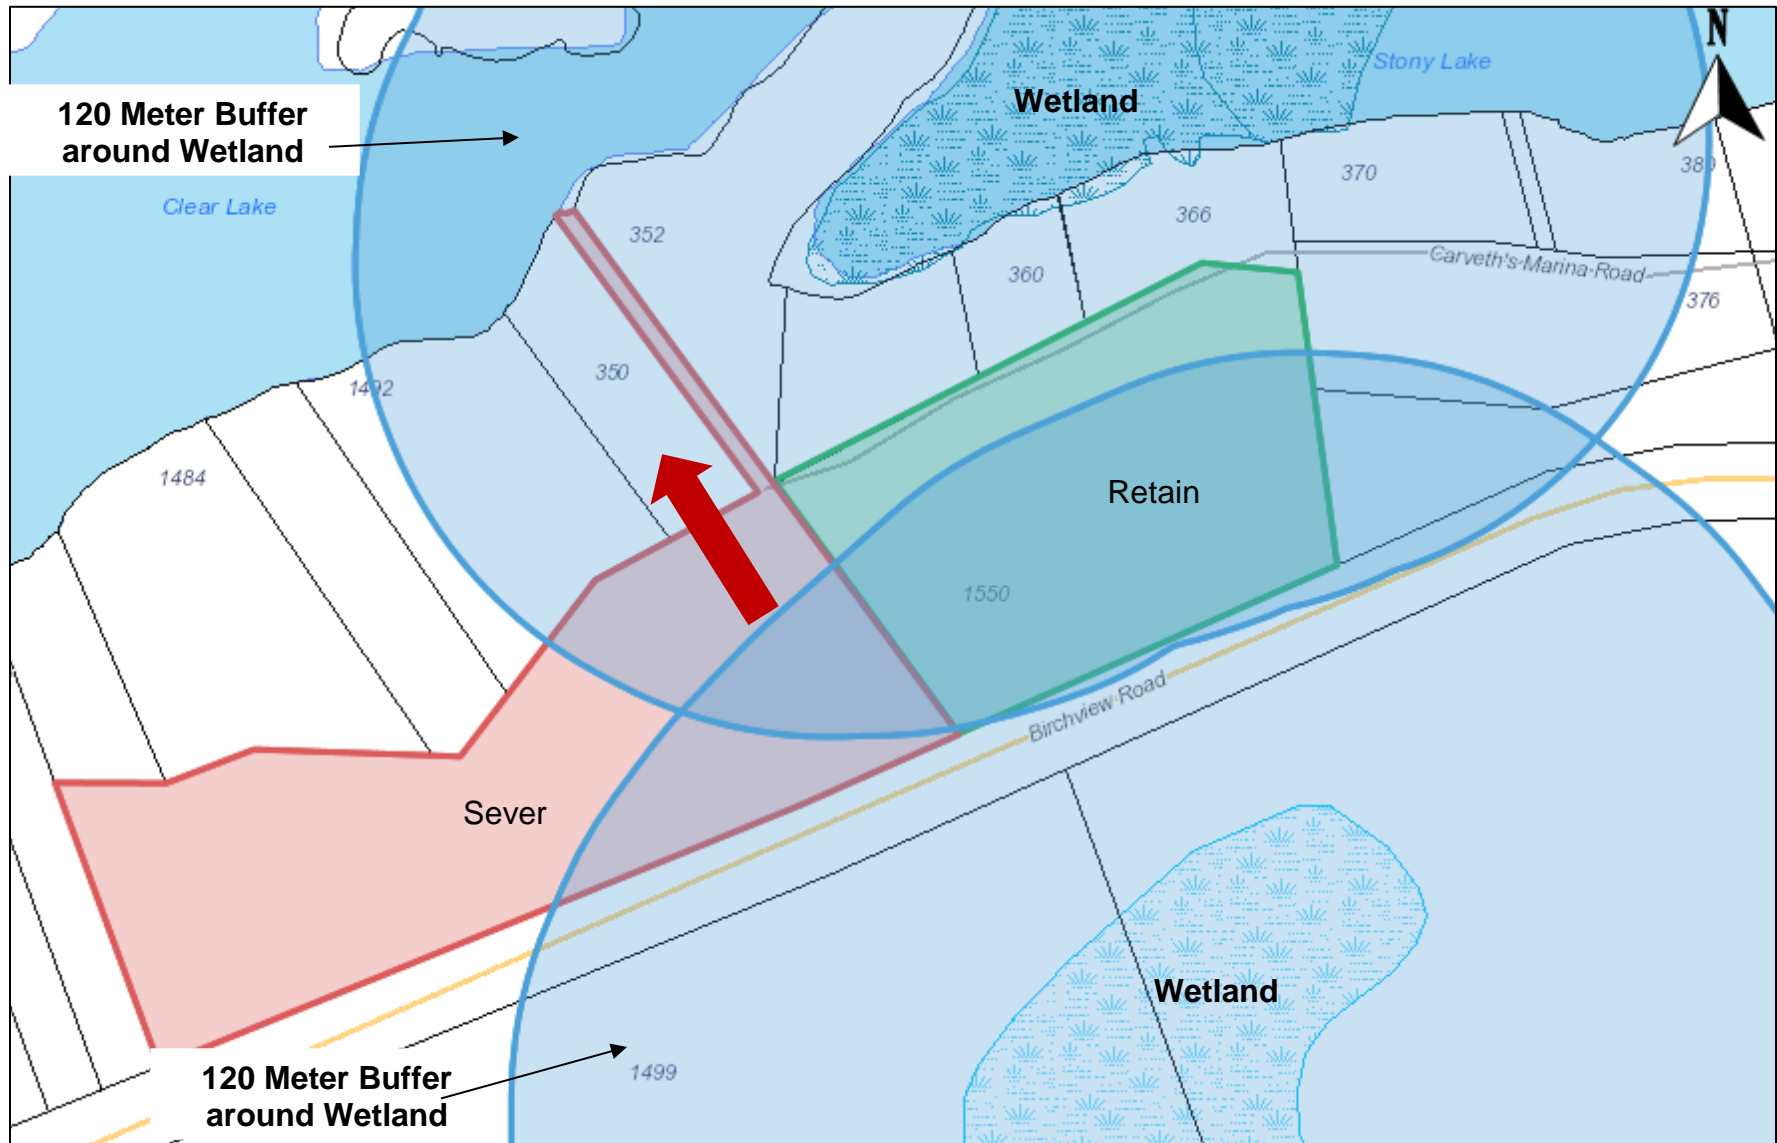 N
Stony Lake
120 Meter Buffer
around Wetland
Wetland
Clear Lake
370
380
366
352
360
Carveth's Marina Road
376
350
1492
1484
Retain
1550
Birchview Road
Sever
Wetland
120 Meter Buffer
around Wetland
1499